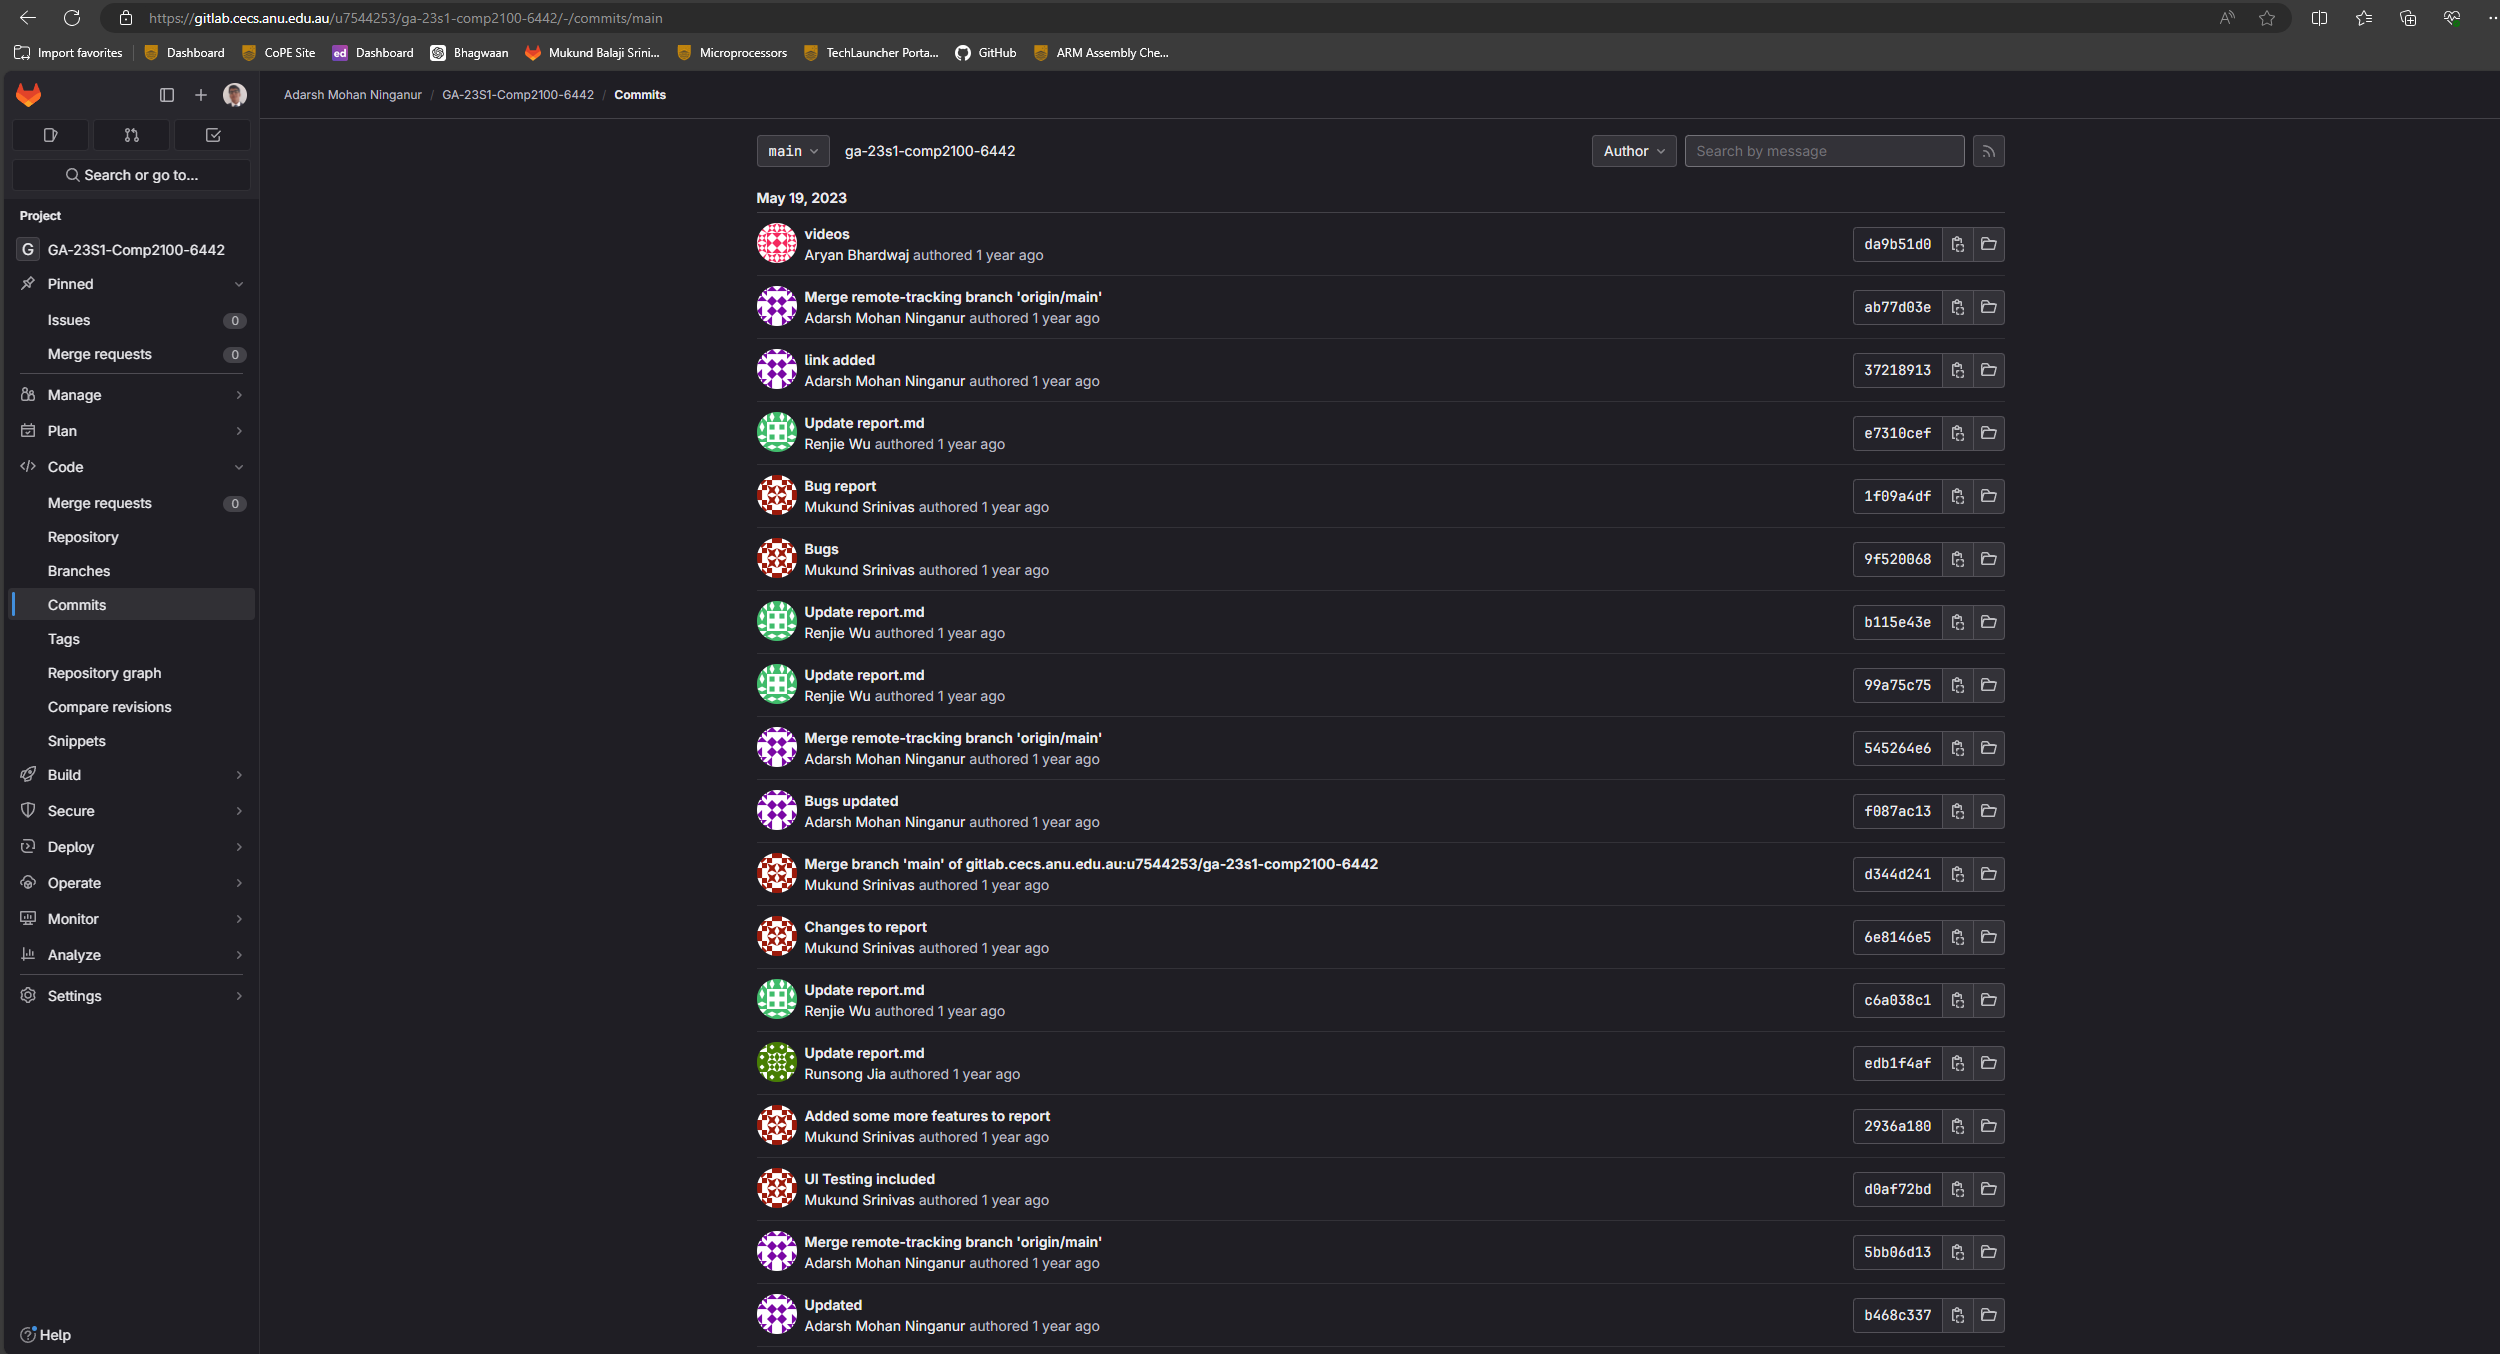 https://gitlab.cecs.anu.edu.au/u7544253/ga-23s1-comp2100-6442/-/commits/main
Import favorites
Dashboard
CoPE Site
ed Dashboard
Bhagwaan
Mukund Balaji Srini...
Microprocessors
TechLauncher Porta...
GitHub
ARM Assembly Che...
Adarsh Mohan Ninganur / GA-23S1-Comp2100-6442 / Commits
Search or go to...
Project
G GA-23S1-Comp2100-6442
Pinned
Issues 0
Merge requests 0
Manage
Plan
Code
Merge requests 0
Repository
Branches
Commits
Tags
Repository graph
Compare revisions
Snippets
Build
Secure
Deploy
Operate
Monitor
Analyze
Settings
Help
main ga-23s1-comp2100-6442 Author Search by message
May 19, 2023
videos
Aryan Bhardwaj authored 1 year ago
da9b51d0
Merge remote-tracking branch 'origin/main'
Adarsh Mohan Ninganur authored 1 year ago
ab77d03e
link added
Adarsh Mohan Ninganur authored 1 year ago
37218913
Update report.md
Renjie Wu authored 1 year ago
e7310cef
Bug report
Mukund Srinivas authored 1 year ago
1f09a4df
Bugs
Mukund Srinivas authored 1 year ago
9f520068
Update report.md
Renjie Wu authored 1 year ago
b115e43e
Update report.md
Renjie Wu authored 1 year ago
99a75c75
Merge remote-tracking branch 'origin/main'
Adarsh Mohan Ninganur authored 1 year ago
545264e6
Bugs updated
Adarsh Mohan Ninganur authored 1 year ago
f087ac13
Merge branch 'main' of gitlab.cecs.anu.edu.au:u7544253/ga-23s1-comp2100-6442
Mukund Srinivas authored 1 year ago
d344d241
Changes to report
Mukund Srinivas authored 1 year ago
6e8146e5
Update report.md
Renjie Wu authored 1 year ago
c6a038c1
Update report.md
Runsong Jia authored 1 year ago
edb1f4af
Added some more features to report
Mukund Srinivas authored 1 year ago
2936a180
UI Testing included
Mukund Srinivas authored 1 year ago
d0af72bd
Merge remote-tracking branch 'origin/main'
Adarsh Mohan Ninganur authored 1 year ago
5bb06d13
Updated
Adarsh Mohan Ninganur authored 1 year ago
b468c337